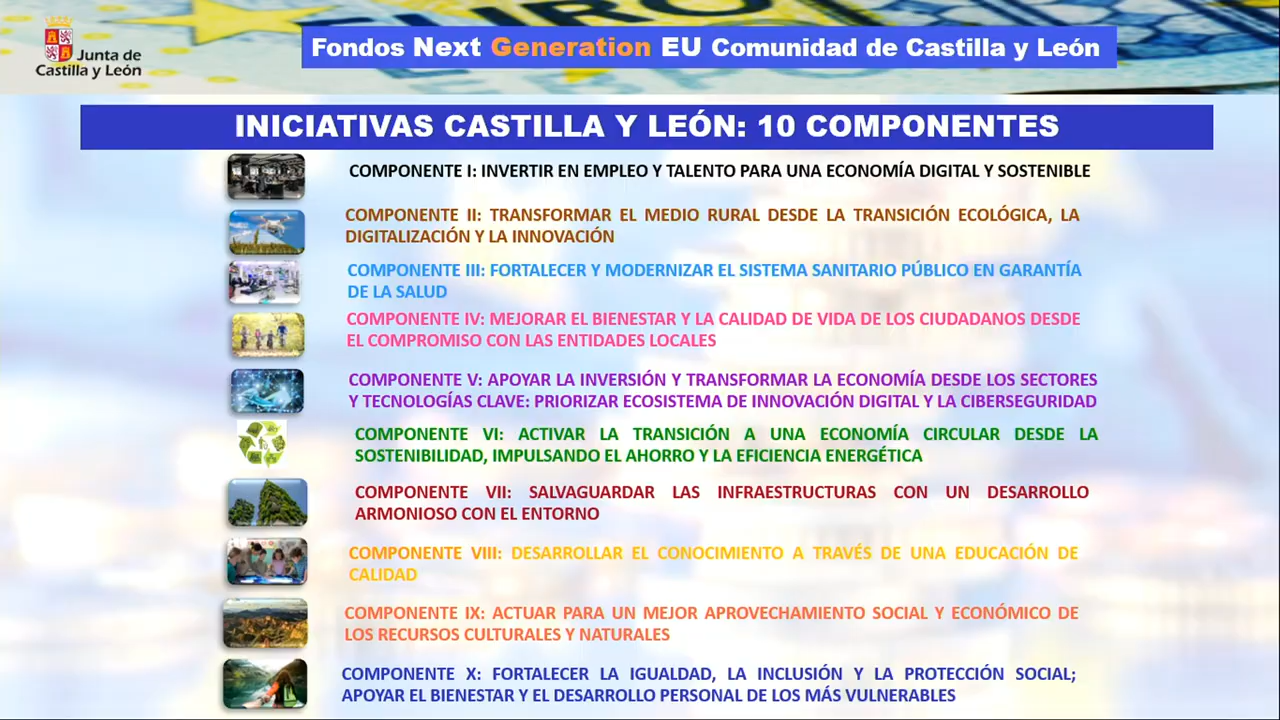 Junta de
Castilla y León
Fondos Next Generation EU Comunidad de Castilla y León
INICIATIVAS CASTILLA Y LEÓN: 10 COMPONENTES
COMPONENTE I: INVERTIR EN EMPLEO Y TALENTO PARA UNA ECONOMÍA DIGITAL Y SOSTENIBLE
COMPONENTE II: TRANSFORMAR EL MEDIO RURAL DESDE LA TRANSICIÓN ECOLÓGICA, LA
DIGITALIZACIÓN Y LA INNOVACIÓN
COMPONENTE III: FORTALECER Y MODERNIZAR EL SISTEMA SANITARIO PÚBLICO EN GARANTÍA
DE LA SALUD
COMPONENTE IV: MEJORAR EL BIENESTAR Y LA CALIDAD DE VIDA DE LOS CIUDADANOS DESDE
EL COMPROMISO CON LAS ENTIDADES LOCALES
COMPONENTE V: APOYAR LA INVERSIÓN Y TRANSFORMAR LA ECONOMÍA DESDE LOS SECTORES
Y TECNOLOGÍAS CLAVE: PRIORIZAR ECOSISTEMA DE INNOVACIÓN DIGITAL Y LA CIBERSEGURIDAD
COMPONENTE VI: ACTIVAR LA TRANSICIÓN A UNA ECONOMÍA CIRCULAR DESDE LA
SOSTENIBILIDAD, IMPULSANDO EL AHORRO Y LA EFICIENCIA ENERGÉTICA
COMPONENTE VII: SALVAGUARDAR LAS INFRAESTRUCTURAS CON UN DESARROLLO
ARMONIOSO CON EL ENTORNO
COMPONENTE VIII: DESARROLLAR EL CONOCIMIENTO A TRAVÉS DE UNA EDUCACIÓN DE
CALIDAD
COMPONENTE IX: ACTUAR PARA UN MEJOR APROVECHAMIENTO SOCIAL Y ECONÓMICO DE
LOS RECURSOS CULTURALES Y NATURALES
COMPONENTE X: FORTALECER LA IGUALDAD, LA INCLUSIÓN Y LA PROTECCIÓN SOCIAL;
APOYAR EL BIENESTAR Y EL DESARROLLO PERSONAL DE LOS MÁS VULNERABLES